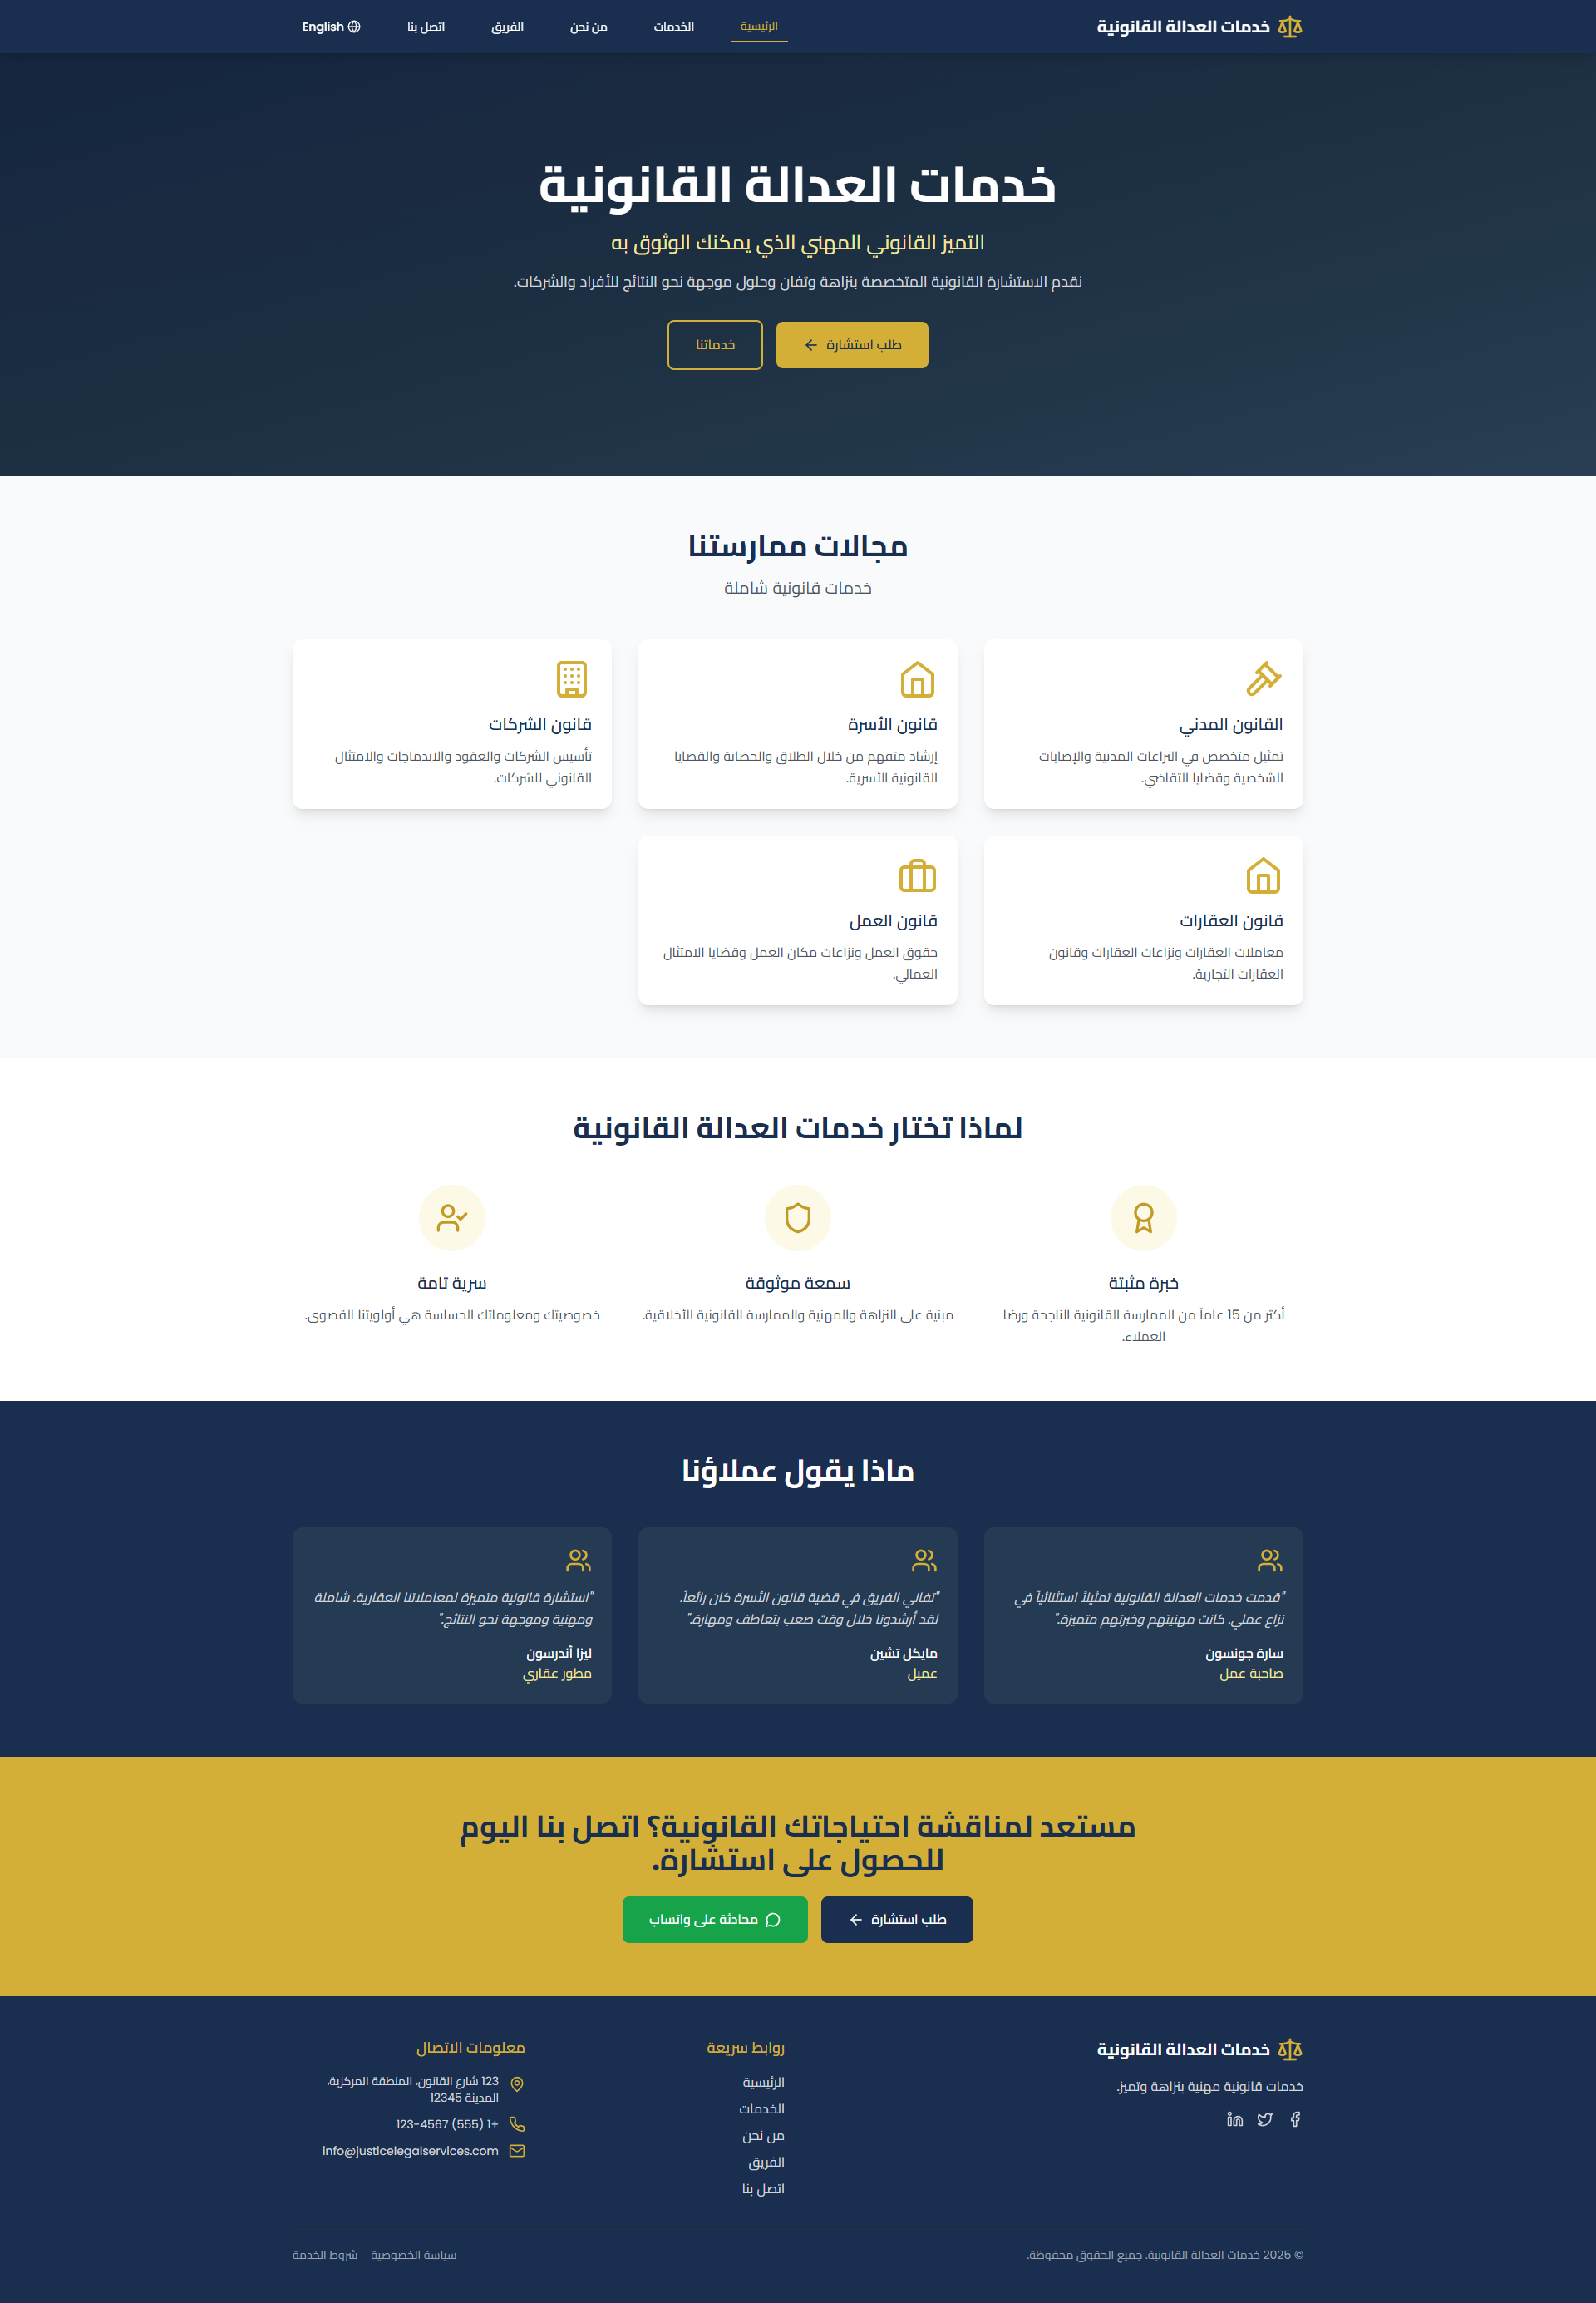 خدمات العدالة القانونية
الرئيسية
الخدمات
من نحن
الفريق
اتصل بنا
English
خدمات العدالة القانونية
التميز القانوني المهني الذي يمكنك الوثوق به
نقدم الاستشارة القانونية المتخصصة بنزاهة وتفان وحلول موجهة نحو النتائج للأفراد والشركات.
طلب استشارة
خدماتنا
مجالات ممارستنا
خدمات قانونية شاملة
القانون المدني
تمثيل متخصص في النزاعات المدنية والإصابات
الشخصية وقضايا التقاضي.
قانون الأسرة
إرشاد متفهم من خلال الطلاق والحضانة والقضايا
القانونية الأسرية.
قانون الشركات
تأسيس الشركات والعقود والاندماجات والامتثال
القانوني للشركات.
قانون العقارات
معاملات العقارات ونزاعات العقارات وقانون
العقارات التجارية.
قانون العمل
حقوق العمل ونزاعات مكان العمل وقضايا الامتثال
العمالي.
لماذا تختار خدمات العدالة القانونية
خبرة مثبتة
أكثر من 15 عاماً من الممارسة القانونية الناجحة ورضا
العملاء.
سمعة موثوقة
مبنية على النزاهة والمهنية والممارسة القانونية الأخلاقية.
سرية تامة
خصوصيتك ومعلوماتك الحساسة هي أولويتنا القصوى.
ماذا يقول عملاؤنا
"قدمت خدمات العدالة القانونية تمثيلاً استثنائياً في
نزاع عملي. كانت مهنيتهم وخبرتهم متميزة."
سارة جونسون
صاحبة عمل
"تفاني الفريق في قضية قانون الأسرة كان رائعاً.
لقد أرشدونا خلال وقت صعب بتعاطف ومهارة."
مايكل تشين
عميل
"استشارة قانونية متميزة لمعاملاتنا العقارية. شاملة
ومهنية وموجهة نحو النتائج."
ليزا أندرسون
مطور عقاري
مستعد لمناقشة احتياجاتك القانونية؟ اتصل بنا اليوم
للحصول على استشارة.
طلب استشارة
محادثة على واتساب
خدمات العدالة القانونية
خدمات قانونية مهنية بنزاهة وتميز.
روابط سريعة
الرئيسية
الخدمات
من نحن
الفريق
اتصل بنا
معلومات الاتصال
123 شارع القانون، المنطقة المركزية،
المدينة 12345
+1 (555) 123-4567
info@justicelegalservices.com
© 2025 خدمات العدالة القانونية. جميع الحقوق محفوظة.
سياسة الخصوصية
شروط الخدمة